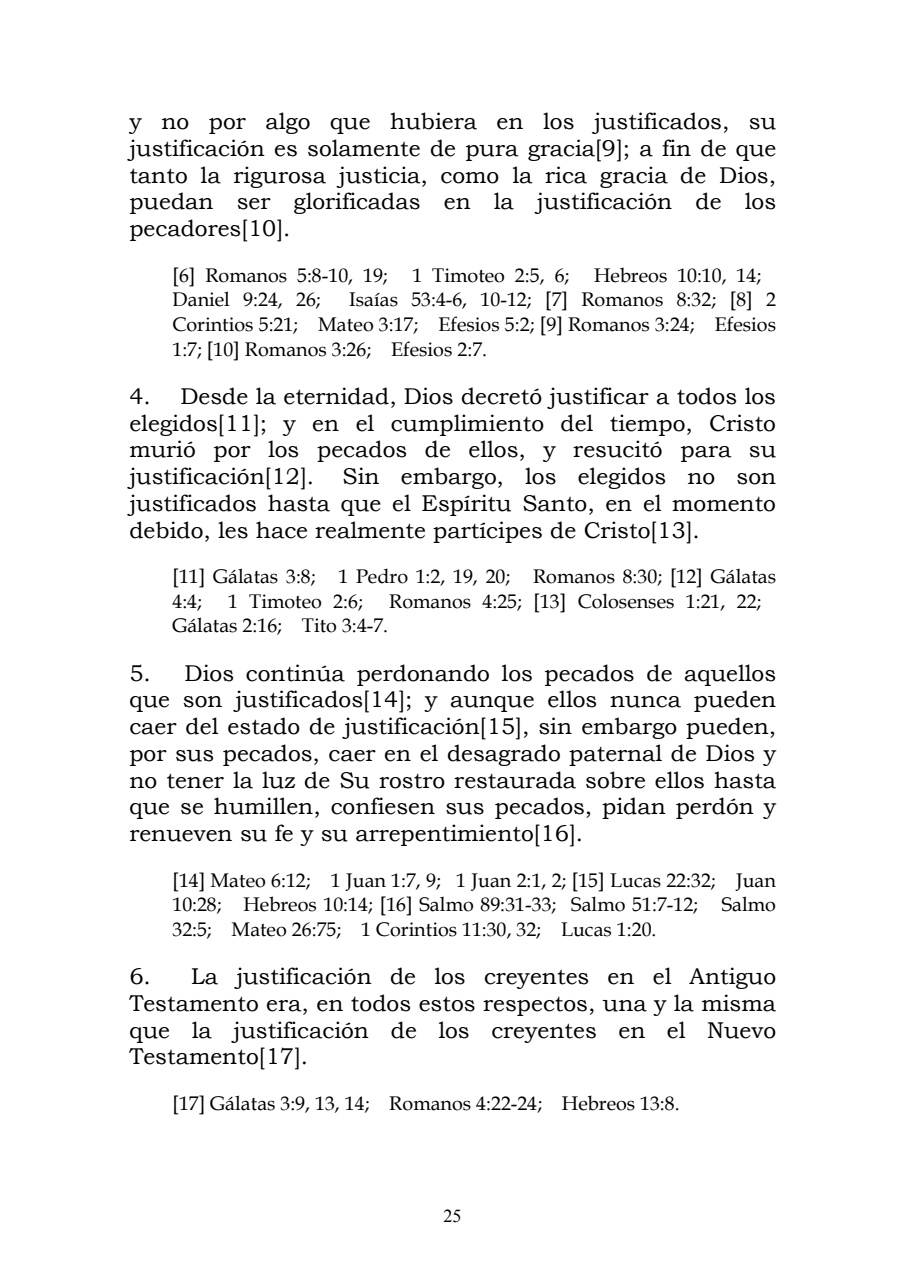 y no por algo que hubiera en los justificados, su
justificación es solamente de pura gracia[9]; a fin de que
tanto la rigurosa justicia, como la rica gracia de Dios,
puedan ser glorificadas en la justificación de los
pecadores[10].
[6] Romanos 5:8-10, 19; 1 Timoteo 2:5, 6; Hebreos 10:10, 14;
Daniel 9:24, 26; Isaías 53:4-6, 10-12; [7] Romanos 8:32; [8] 2
Corintios 5:21; Mateo 3:17; Efesios 5:2; [9] Romanos 3:24; Efesios
1:7; [10] Romanos 3:26; Efesios 2:7.
4. Desde la eternidad, Dios decretó justificar a todos los
elegidos[11]; y en el cumplimiento del tiempo, Cristo
murió por los pecados de ellos, y resucitó para su
justificación[12]. Sin embargo, los elegidos no son
justificados hasta que el Espíritu Santo, en el momento
debido, les hace realmente partícipes de Cristo[13].
[11] Gálatas 3:8; 1 Pedro 1:2, 19, 20; Romanos 8:30; [12] Gálatas
4:4; 1 Timoteo 2:6; Romanos 4:25; [13] Colosenses 1:21, 22;
Gálatas 2:16; Tito 3:4-7.
5. Dios continúa perdonando los pecados de aquellos
que son justificados[14]; y aunque ellos nunca pueden
caer del estado de justificación[15], sin embargo pueden,
por sus pecados, caer en el desagrado paternal de Dios y
no tener la luz de Su rostro restaurada sobre ellos hasta
que se humillen, confiesen sus pecados, pidan perdón y
renueven su fe y su arrepentimiento[16].
[14] Mateo 6:12; 1 Juan 1:7, 9; 1 Juan 2:1, 2; [15] Lucas 22:32; Juan
10:28; Hebreos 10:14; [16] Salmo 89:31-33; Salmo 51:7-12; Salmo
32:5; Mateo 26:75; 1 Corintios 11:30, 32; Lucas 1:20.
6. La justificación de los creyentes en el Antiguo
Testamento era, en todos estos respectos, una y la misma
que la justificación de los creyentes en el Nuevo
Testamento[17].
[17] Gálatas 3:9, 13, 14; Romanos 4:22-24; Hebreos 13:8.
25